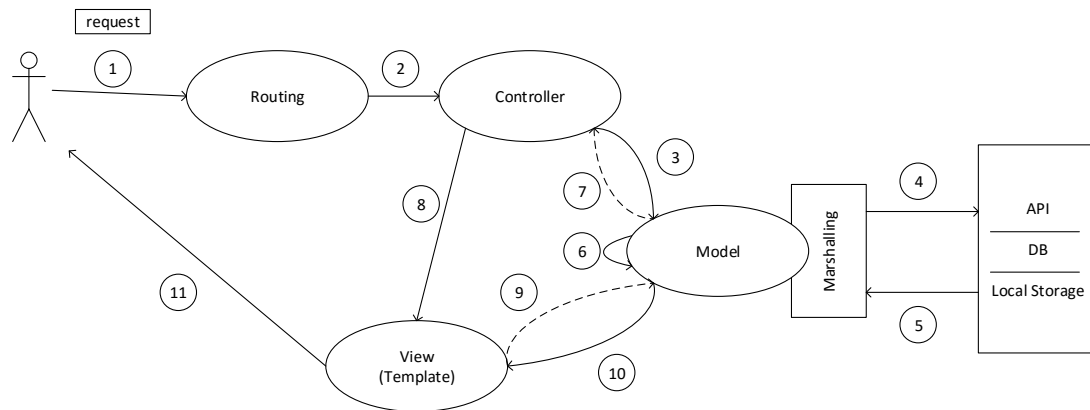 request
1
2
Routing
Controller
3
7
4
8
API
6
Model
Marshalling
DB
9
11
Local Storage
5
View
(Template)
10